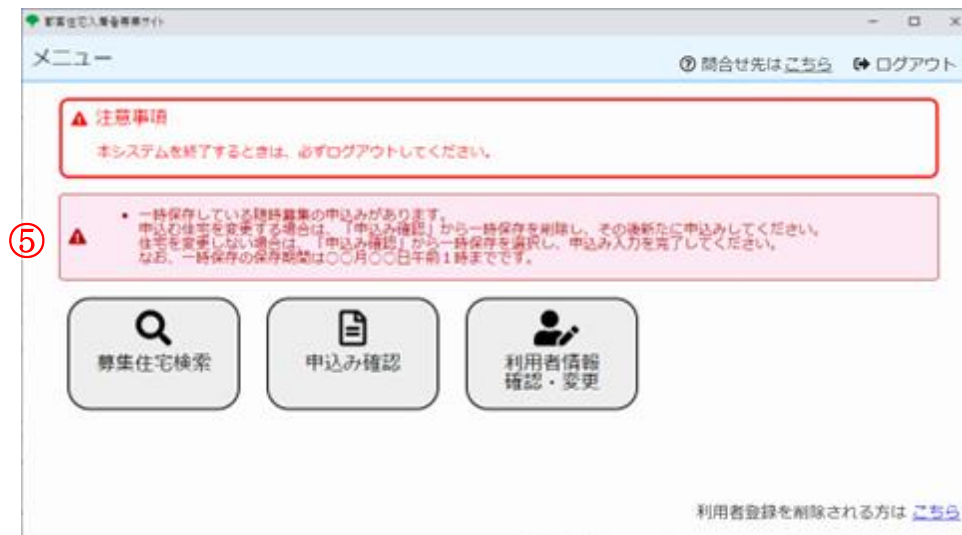 都営住宅入居者募集サイト
メニュー
問合せ先はこちら ログアウト
注意事項
本システムを終了するときは、必ずログアウトしてください。
⑤
・一時保存している随時募集の申込みがあります。
申込む住宅を変更する場合は、「申込み確認」から一時保存を削除し、その後新たに申込みしてください。
住宅を変更しない場合は、「申込み確認」から一時保存を選択し、申込み入力を完了してください。
なお、一時保存の保存期間は〇〇月〇〇日午前1時までです。
募集住宅検索
申込み確認
利用者情報
確認・変更
利用者登録を削除される方は こちら